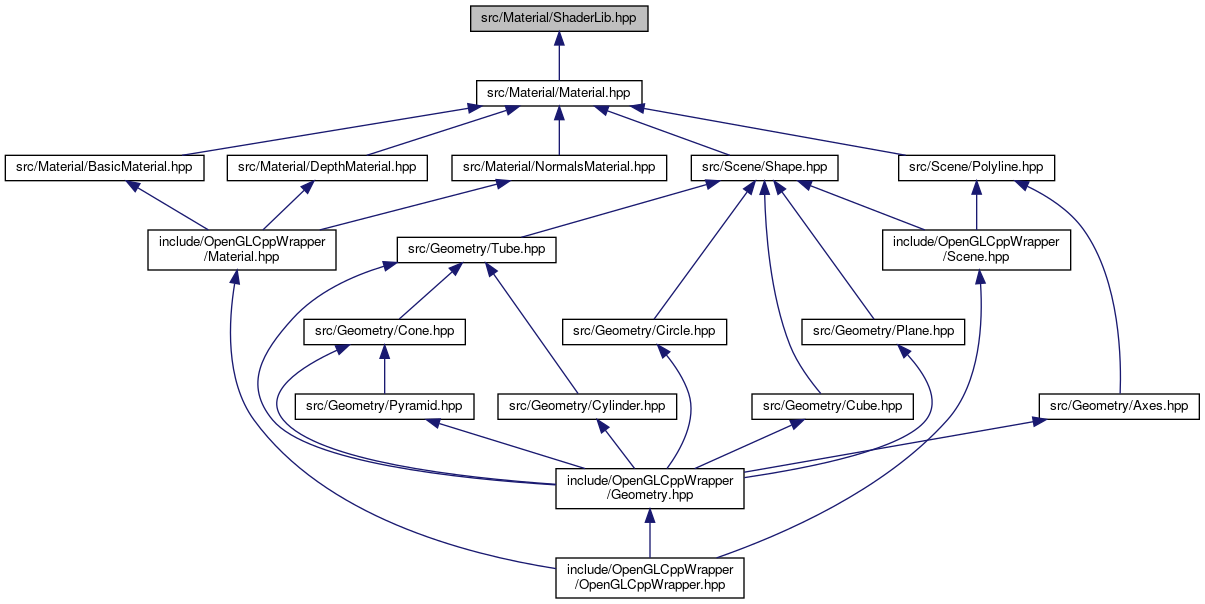 src/Material/ShaderLib.hpp
src/Material/Material.hpp
src/Material/BasicMaterial.hpp
src/Material/DepthMaterial.hpp
src/Material/NormalsMaterial.hpp
src/Scene/Shape.hpp
src/Scene/Polyline.hpp
include/OpenGLCppWrapper
/Material.hpp
src/Geometry/Tube.hpp
include/OpenGLCppWrapper
/Scene.hpp
src/Geometry/Cone.hpp
src/Geometry/Circle.hpp
src/Geometry/Plane.hpp
src/Geometry/Pyramid.hpp
src/Geometry/Cylinder.hpp
src/Geometry/Cube.hpp
src/Geometry/Axes.hpp
include/OpenGLCppWrapper
/Geometry.hpp
include/OpenGLCppWrapper
/OpenGLCppWrapper.hpp